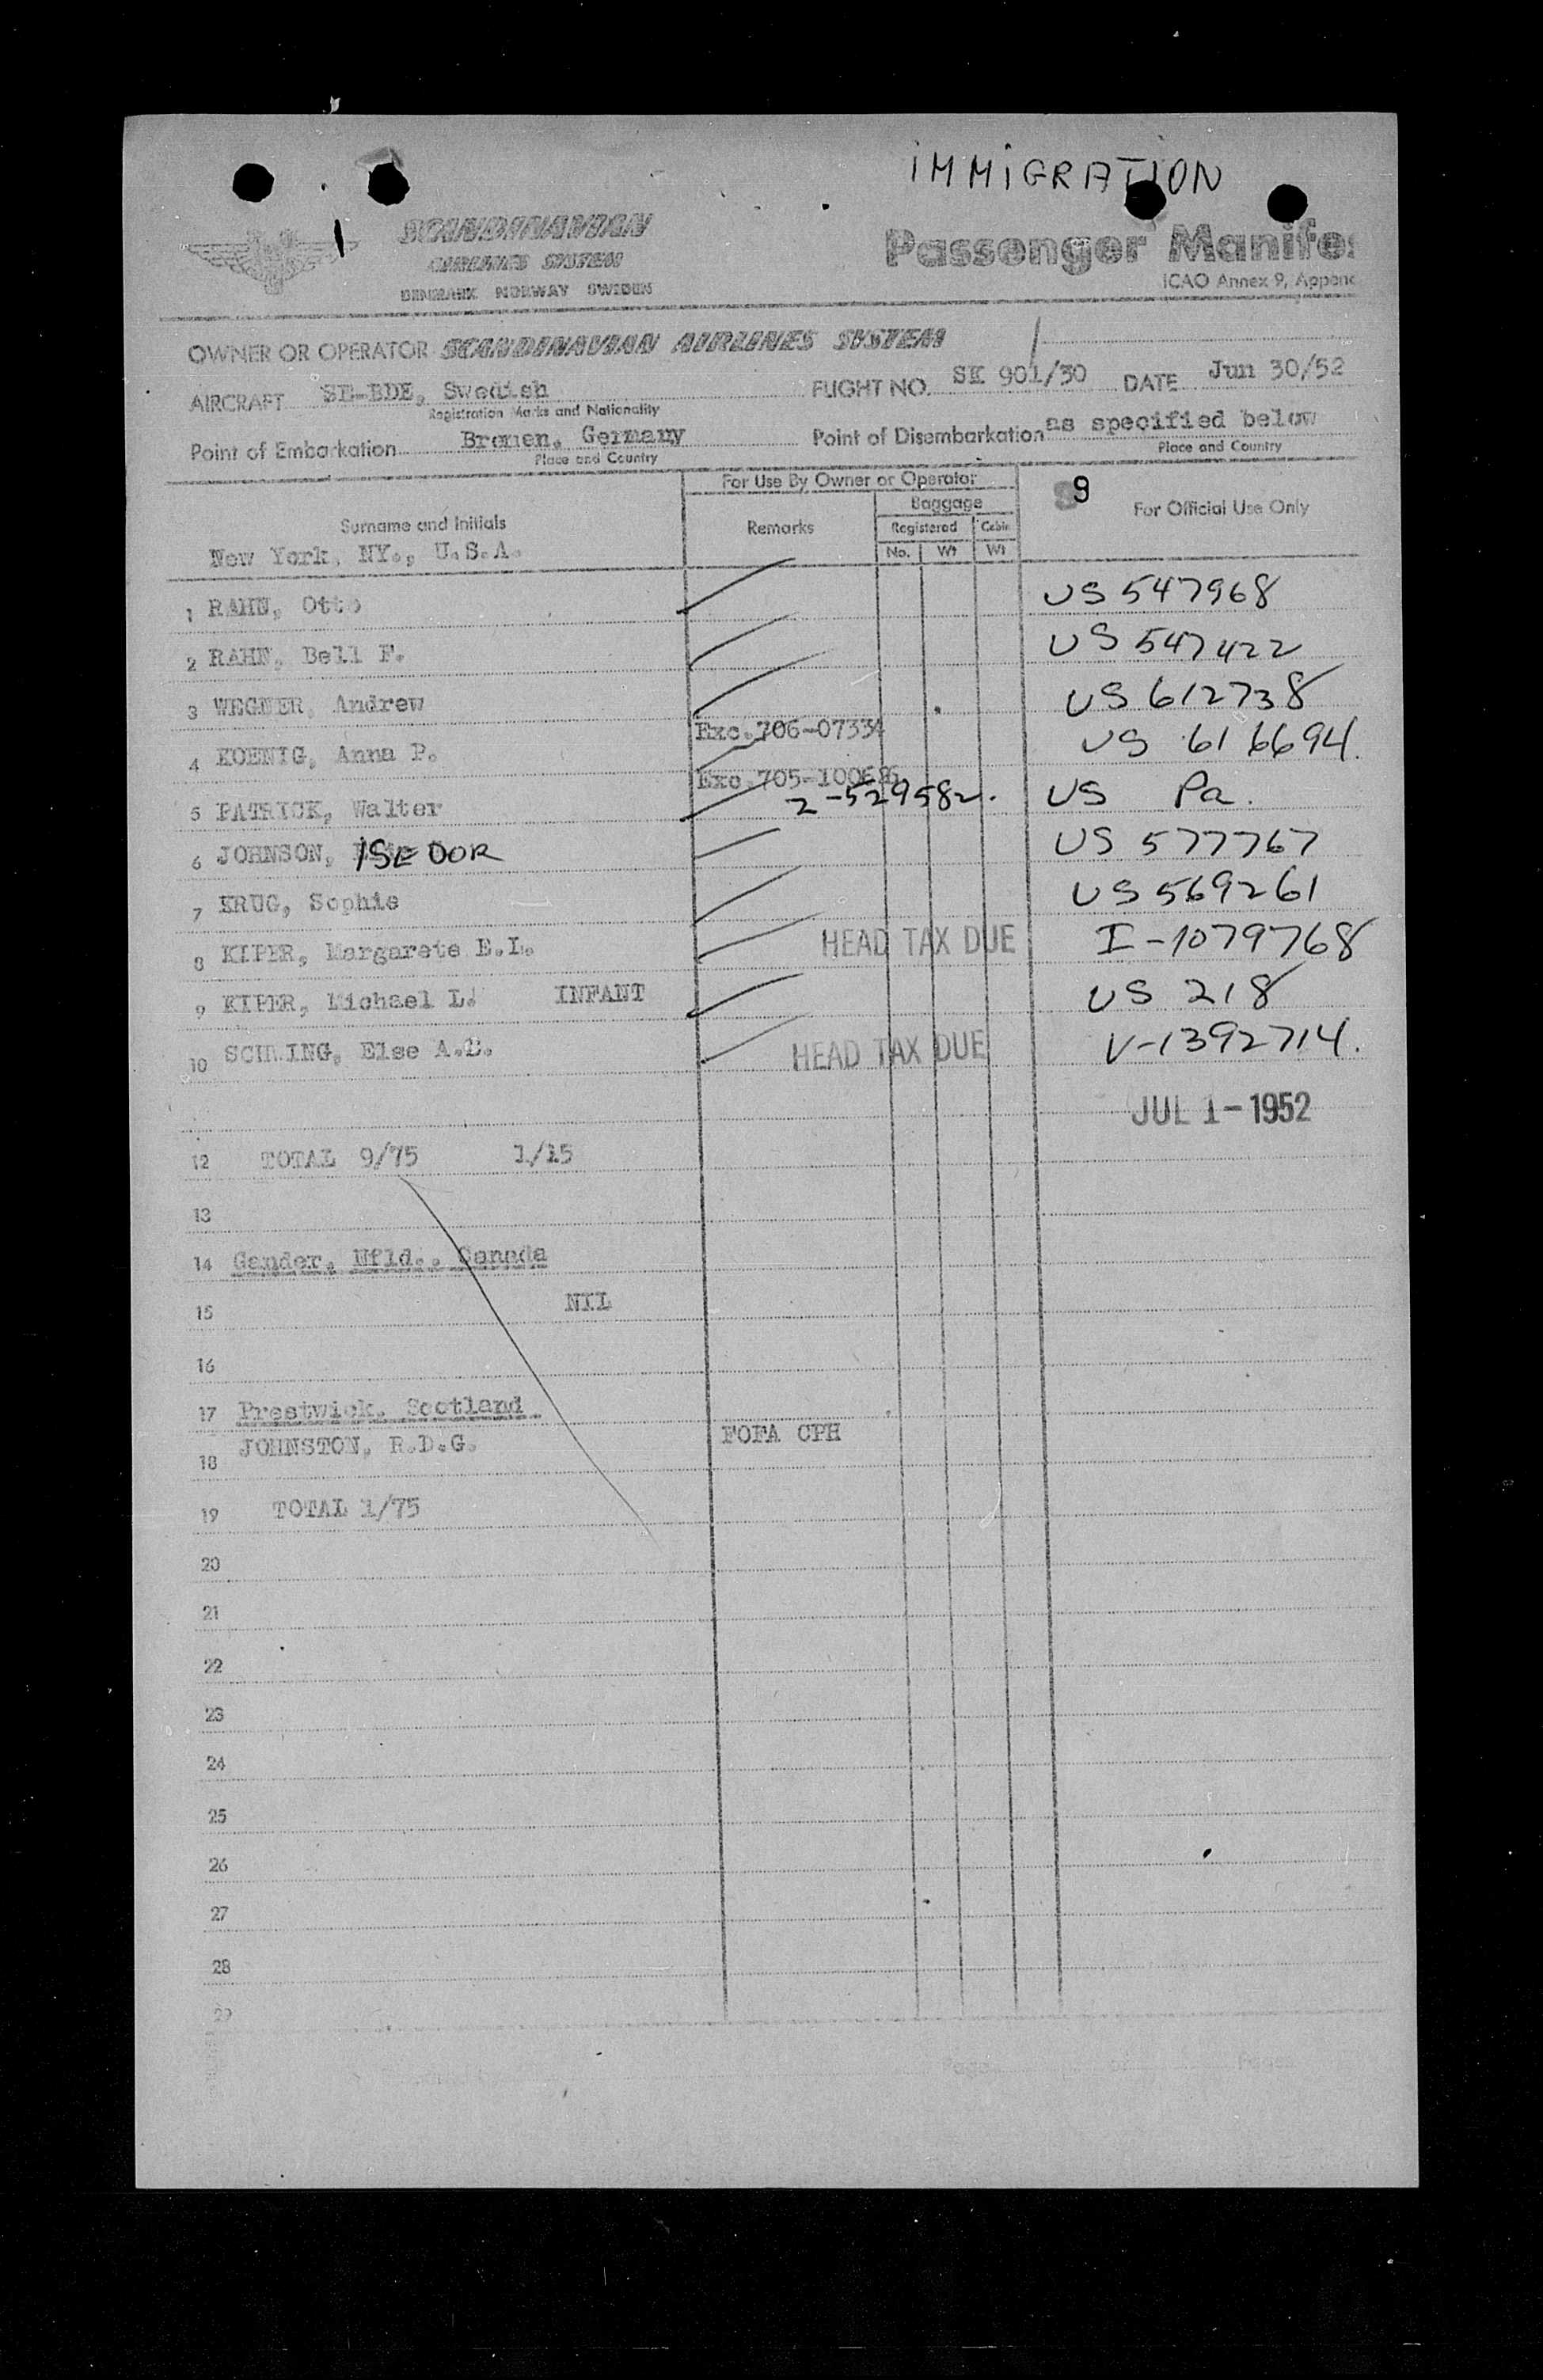 IMMIGRATION
SCANDINAVIAN
AIRLINES SYSTEM
DENMARK NORWAY SWEDEN
Passenger Manifes
ICAO Annex 9, Append
OWNER OR OPERATOR SCANDINAVIAN AIRLINES SYSTEM
AIRCRAFT SE-BDE, Swedish FLIGHT NO. SK 901/30 DATE Jun 30/52
Registration Marks and Nationality
Point of Embarkation Bremen, Germany Point of Disembarkation as specified below
Place and Country Place and Country
For Use By Owner or Operator 9 For Official Use Only
Surname and Initials Remarks Baggage
Registered Cabin
No. Wt Wt
New York, NY., U.S.A.
1 RAHN, Otto US 547968
2 RAHN, Bell F. US 547422
3 WEGNER, Andrew US 612738
Exc. 706-07334
4 KOENIG, Anna P. US 616694.
Exc. 705-100686
5 PATRICK, Walter 2-529582. US Pa.
6 JOHNSON, ISEDOR US 577767
7 KRUG, Sophie US 569261
8 KIPER, Margarete E.L. HEAD TAX DUE I-1079768
9 KIPER, Michael L. INFANT US 218
10 Else A.C. HEAD TAX DUE V-1392714.
JUL 1-1952
12 TOTAL 9/75 1/15
13
14 Gander, Nfld., Canada
15 NIL
16
17 Prestwick, Scotland
18 JOHNSTON, R.D.G. FOFA CPH
19 TOTAL 1/75
20
21
22
23
24
25
26
27
28
29